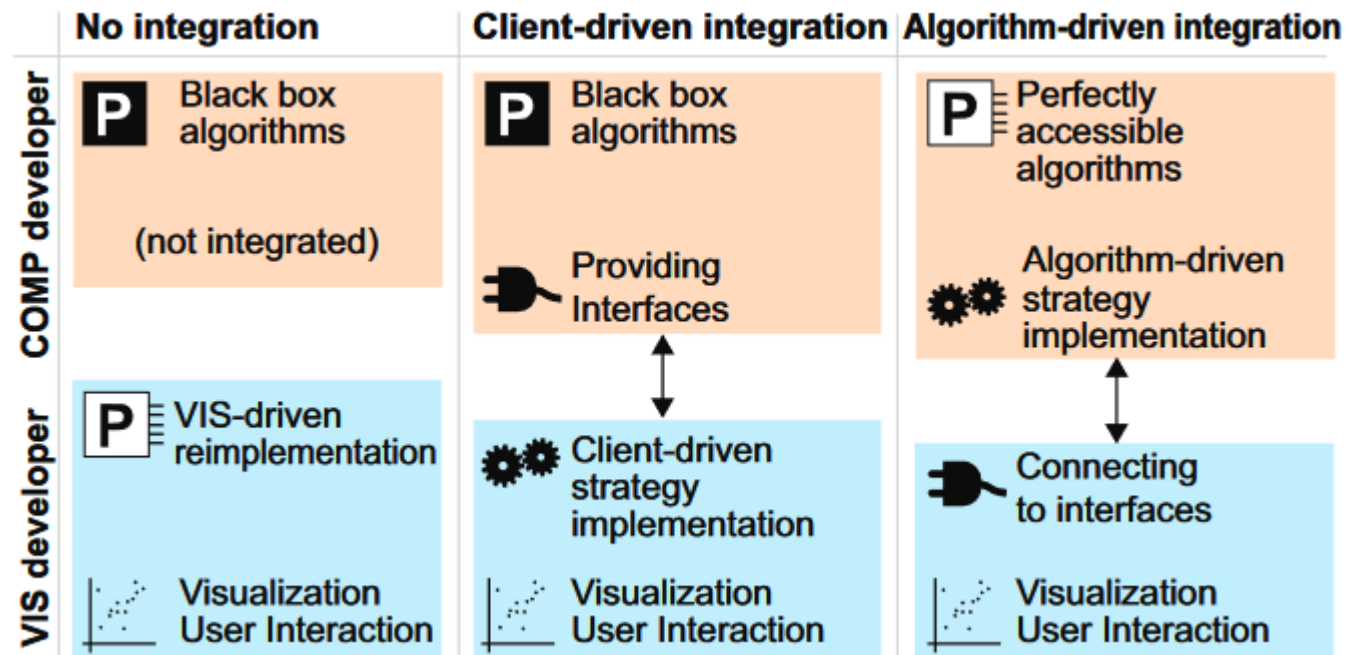 No integration
Client-driven integration
Algorithm-driven integration
COMP developer
P
Black box
algorithms
(not integrated)
P
Black box
algorithms
Providing
Interfaces
P
Perfectly
accessible
algorithms
Algorithm-driven
strategy
implementation
VIS developer
P
VIS-driven
reimplementation
Visualization
User Interaction
Client-driven
strategy
implementation
Visualization
User Interaction
Connecting
to interfaces
Visualization
User Interaction